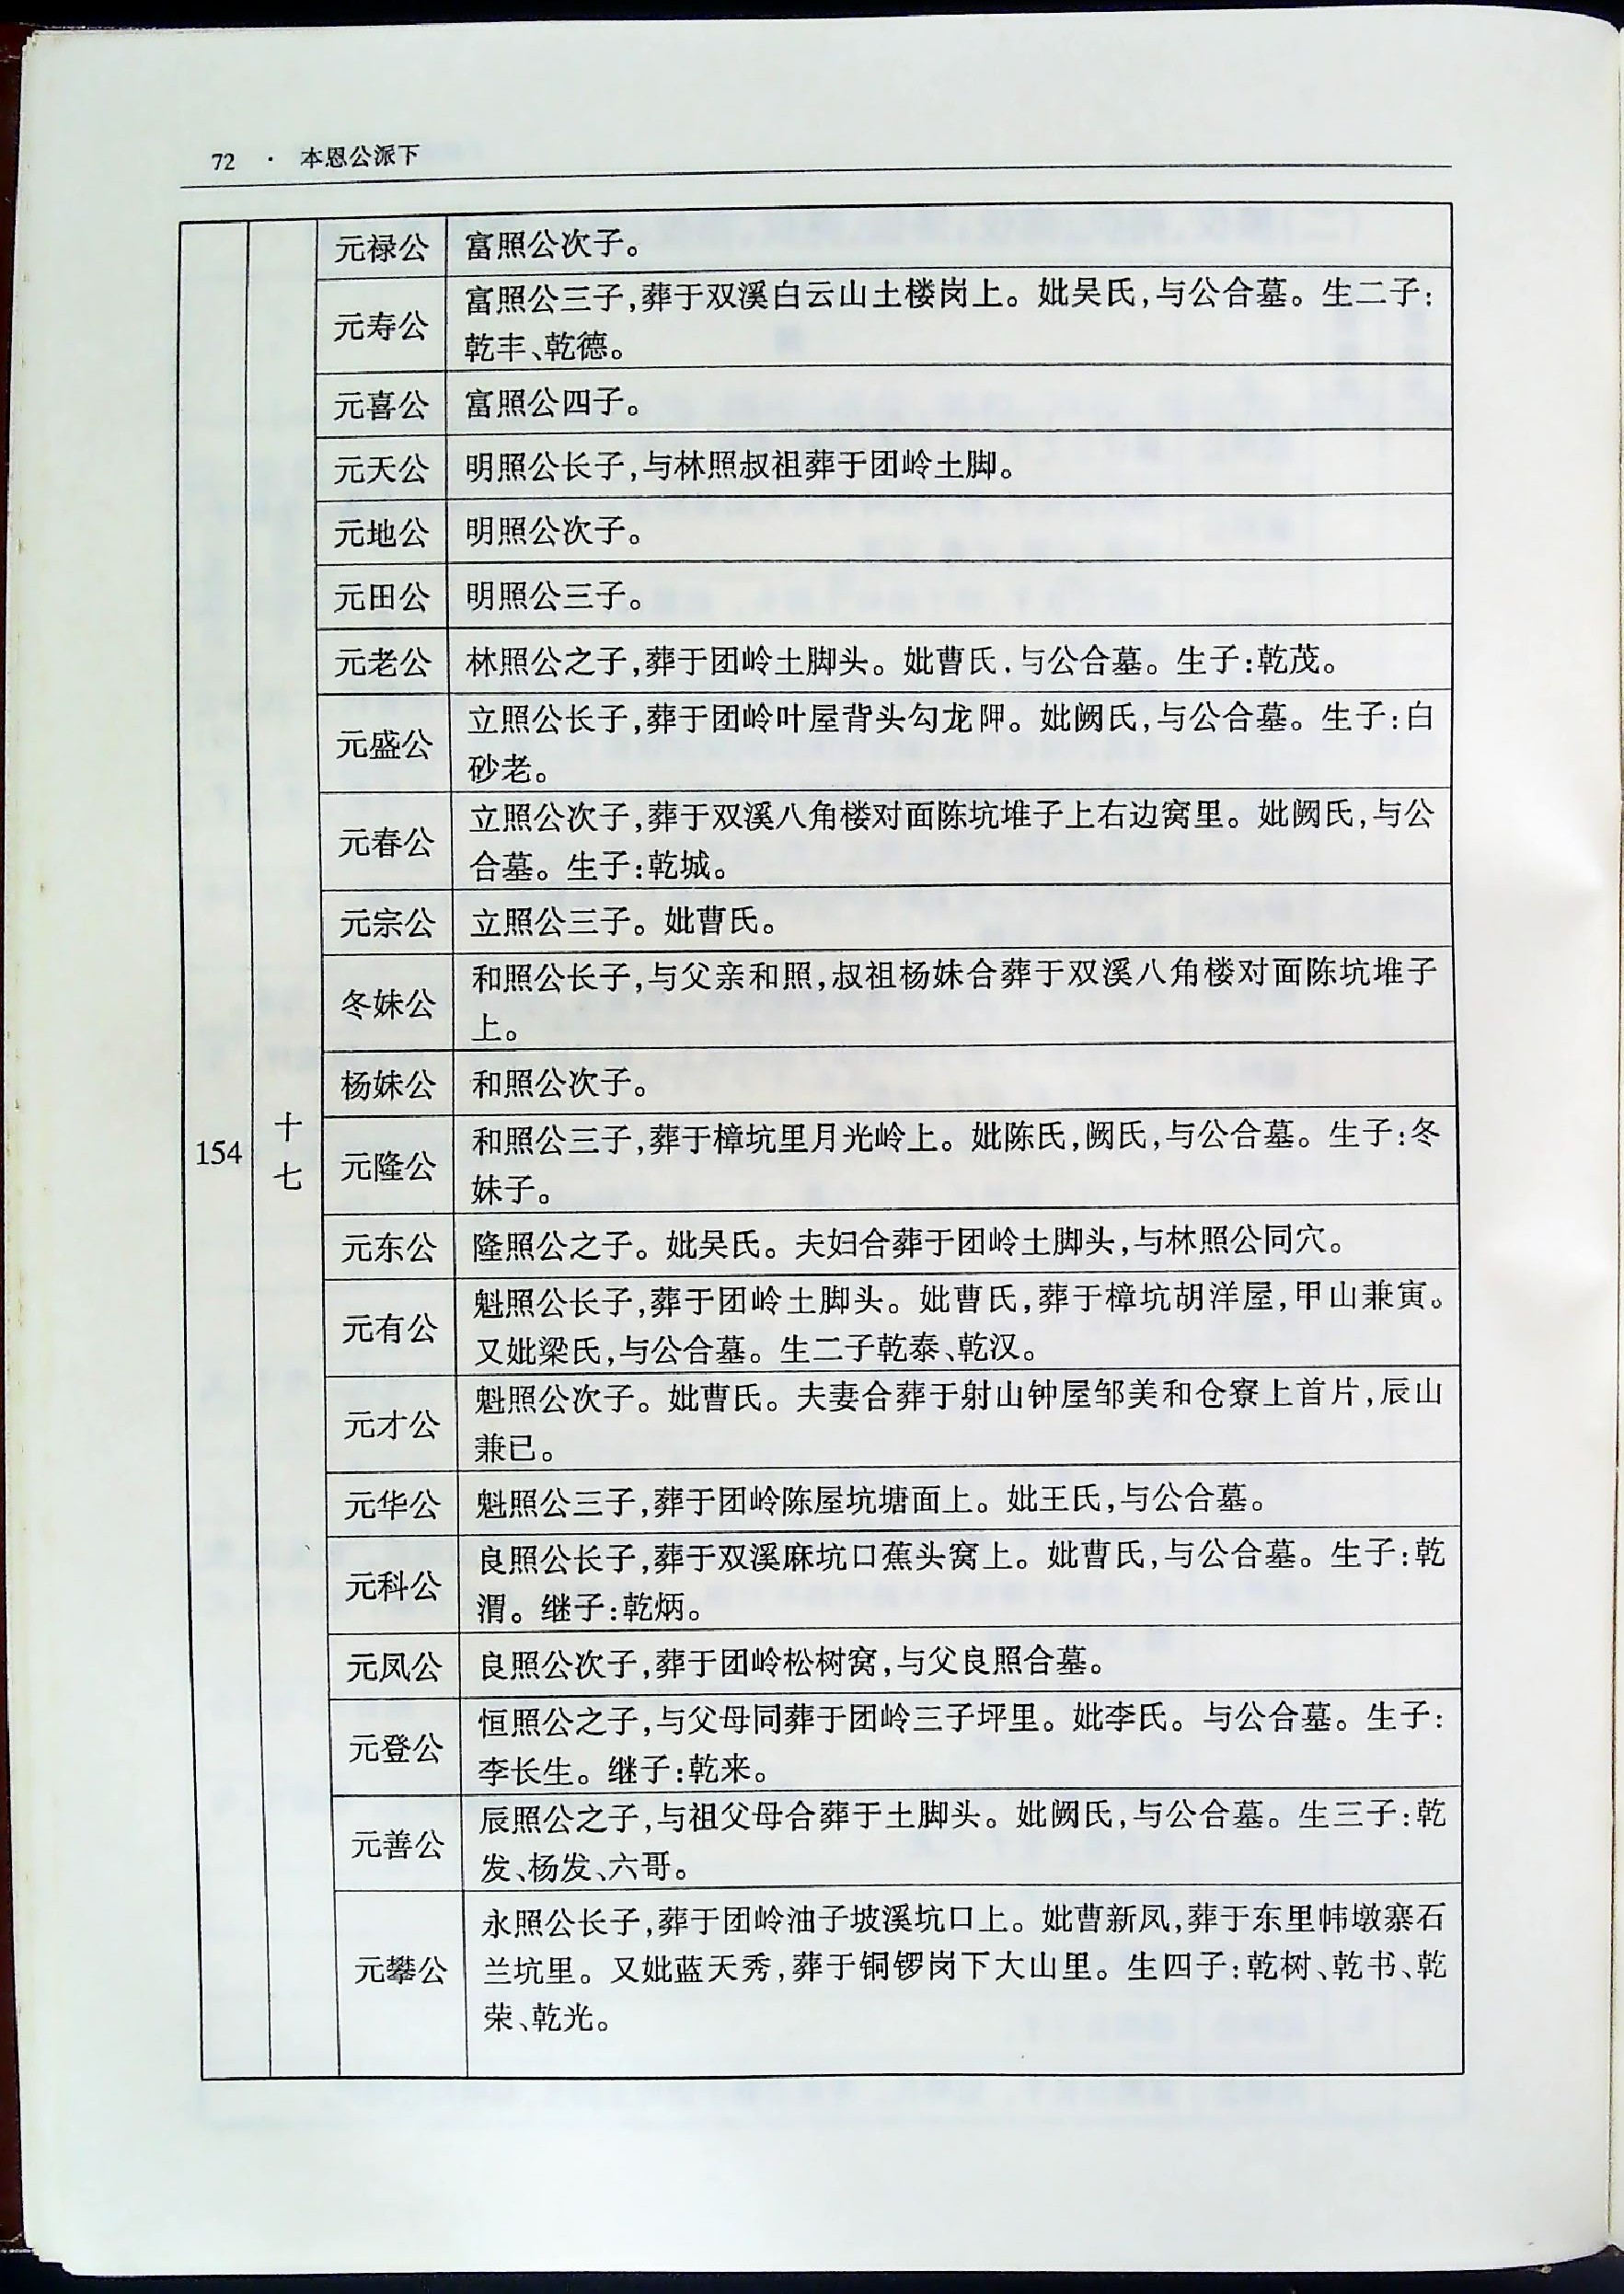 72 · 本恩公派下
154
十七
元禄公 富照公次子。
元寿公 富照公三子,葬于双溪白云山土楼岗上。妣吴氏,与公合墓。生二子:
乾丰、乾德。
元喜公 富照公四子。
元天公 明照公长子,与林照叔祖葬于团岭土脚。
元地公 明照公次子。
元田公 明照公三子。
元老公 林照公之子,葬于团岭土脚头。妣曹氏.与公合墓。生子:乾茂。
元盛公 立照公长子,葬于团岭叶屋背头勾龙岬。妣阙氏,与公合墓。生子:白
砂老。
元春公 立照公次子,葬于双溪八角楼对面陈坑堆子上右边窝里。妣阙氏,与公
合墓。生子:乾城。
元宗公 立照公三子。妣曹氏。
冬妹公 和照公长子,与父亲和照,叔祖杨妹合葬于双溪八角楼对面陈坑堆子
上。
杨妹公 和照公次子。
元隆公 和照公三子,葬于樟坑里月光岭上。妣陈氏,阙氏,与公合墓。生子:冬
妹子。
元东公 隆照公之子。妣吴氏。夫妇合葬于团岭土脚头,与林照公同穴。
元有公 魁照公长子,葬于团岭土脚头。妣曹氏,葬于樟坑胡洋屋,甲山兼寅。
又妣梁氏,与公合墓。生二子乾泰、乾汉。
元才公 魁照公次子。妣曹氏。夫妻合葬于射山钟屋邹美和仓寮上首片,辰山
兼已。
元华公 魁照公三子,葬于团岭陈屋坑塘面上。妣王氏,与公合墓。
元科公 良照公长子,葬于双溪麻坑口蕉头窝上。妣曹氏,与公合墓。生子:乾
渭。继子:乾炳。
元凤公 良照公次子,葬于团岭松树窝,与父良照合墓。
元登公 恒照公之子,与父母同葬于团岭三子坪里。妣李氏。与公合墓。生子:
李长生。继子:乾来。
元善公 辰照公之子,与祖父母合葬于土脚头。妣阙氏,与公合墓。生三子:乾
发、杨发、六哥。
元攀公 永照公长子,葬于团岭油子坡溪坑口上。妣曹新凤,葬于东里帏墩寨石
兰坑里。又妣蓝天秀,葬于铜锣岗下大山里。生四子:乾树、乾书、乾
荣、乾光。